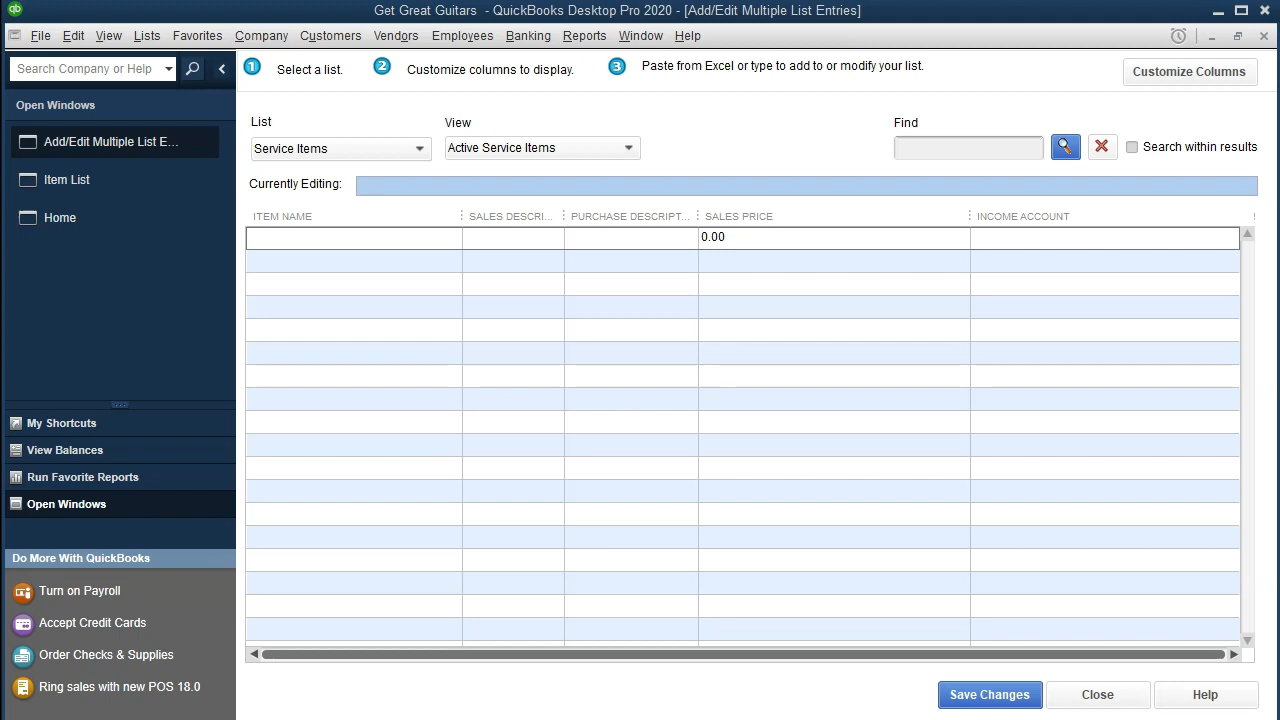 qb Get Great Guitars - QuickBooks Desktop Pro 2020 - [Add/Edit Multiple List Entries]
File Edit View Lists Favorites Company Customers Vendors Employees Banking Reports Window Help
Search Company or Help
1 Select a list. 2 Customize columns to display. 3 Paste from Excel or type to add to or modify your list.
Customize Columns
Open Windows
Add/Edit Multiple List E...
Item List
Home
List
Service Items
View
Active Service Items
Find
Search within results
Currently Editing:
ITEM NAME SALES DESCRI... PURCHASE DESCRIPT... SALES PRICE INCOME ACCOUNT
0.00
My Shortcuts
View Balances
Run Favorite Reports
Open Windows
Do More With QuickBooks
Turn on Payroll
Accept Credit Cards
Order Checks & Supplies
Ring sales with new POS 18.0
Save Changes Close Help